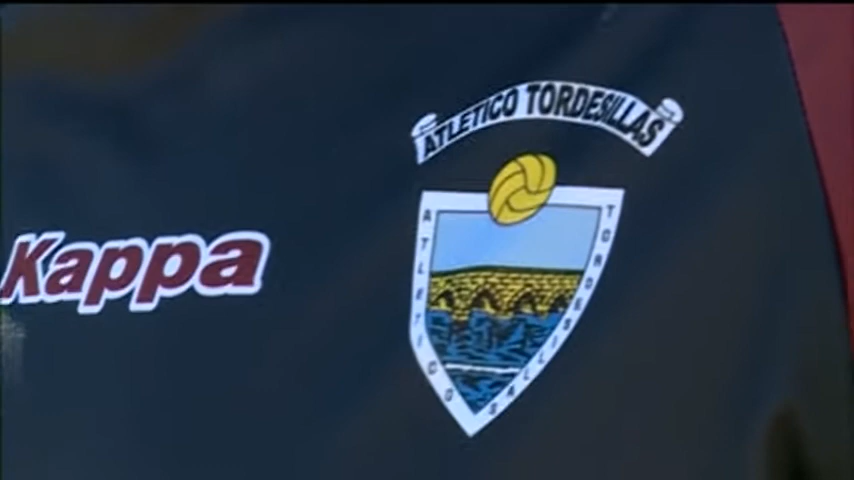 ATLETICO TORDESILLAS
Kappa
ATLETICO
TORDESILLAS